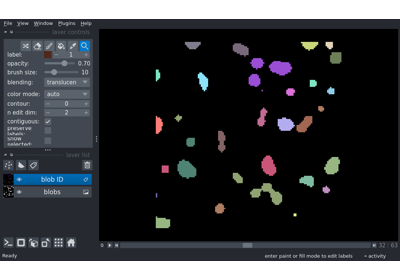 File View Window Plugins Help
layer controls
label: 1
opacity: 0.70
brush size: 10
blending: translucen
color mode: auto
contour: 0
n edit dim: 2
contiguous:
preserve
labels:
show
selected:
layer list
blob ID
blobs
0 32 63
Ready enter paint or fill mode to edit labels activity